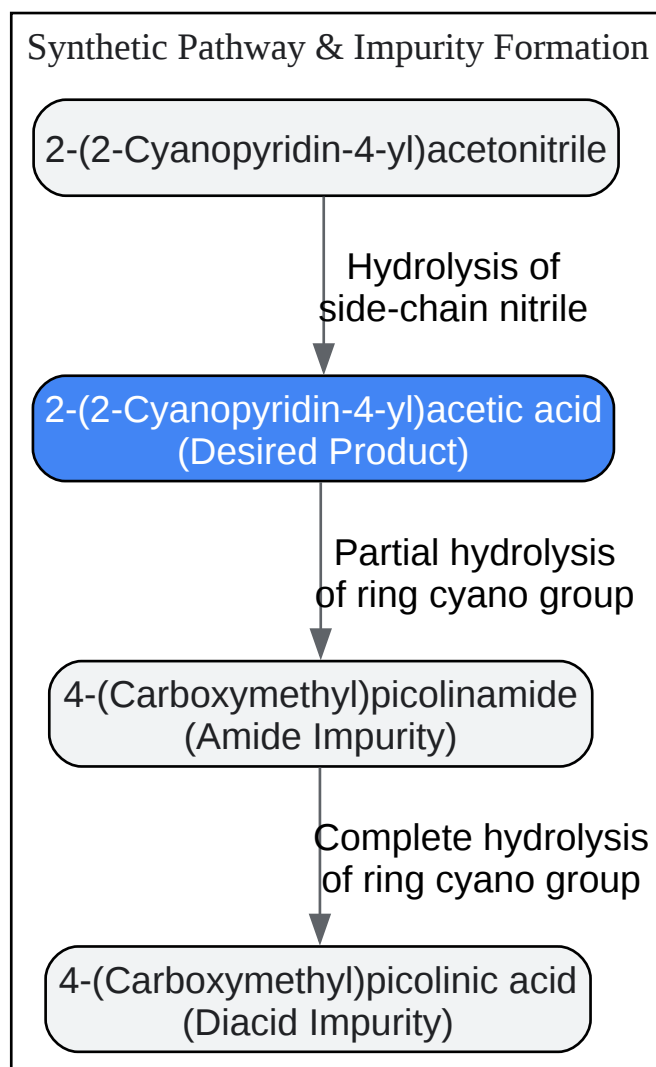 Synthetic Pathway & Impurity Formation
2-(2-Cyanopyridin-4-yl)acetonitrile
Hydrolysis of
side-chain nitrile
2-(2-Cyanopyridin-4-yl)acetic acid
(Desired Product)
Partial hydrolysis
of ring cyano group
4-(Carboxymethyl)picolinamide
(Amide Impurity)
Complete hydrolysis
of ring cyano group
4-(Carboxymethyl)picolinic acid
(Diacid Impurity)